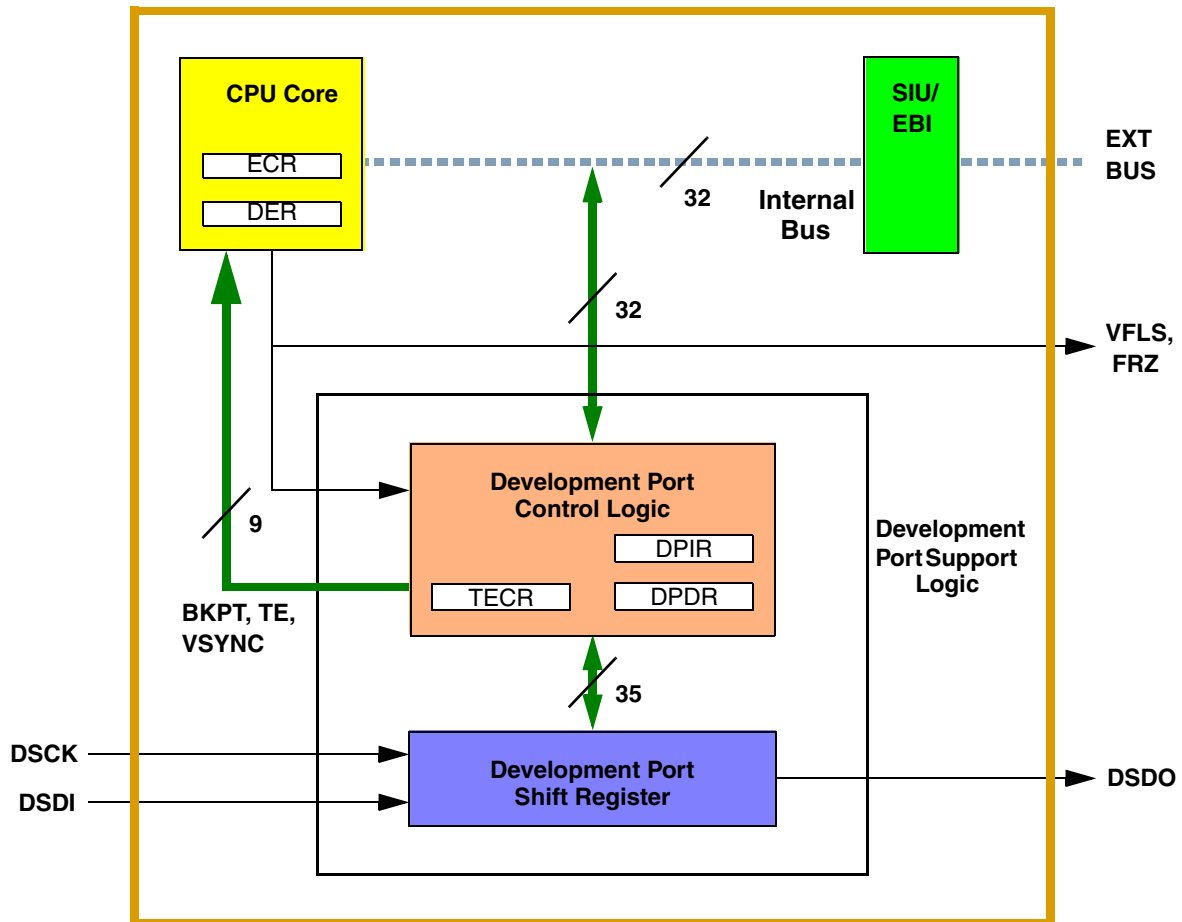 CPU Core
ECR
DER
SIU/
EBI
EXT
BUS
32
Internal
Bus
32
VFLS,
FRZ
Development Port
Control Logic
DPIR
TECR
DPDR
9
BKPT, TE,
VSYNC
Development
Port Support
Logic
35
DSCK
DSDI
Development Port
Shift Register
DSDO